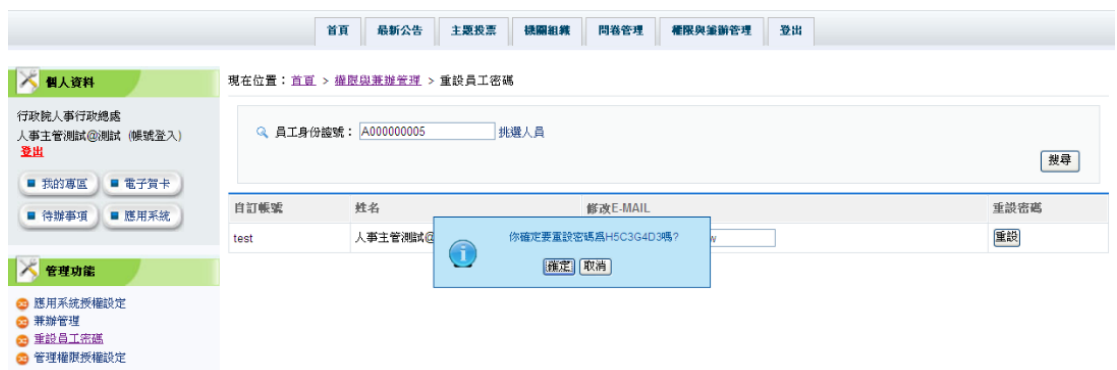 首頁 最新公告 主題投票 機關組織 問卷管理 權限與兼辦管理 登出
個人資料
行政院人事行政總處
人事主管測試@測試 (帳號登入)
登出
我的專區 電子賀卡
待辦事項 應用系統
管理功能
應用系統授權設定
兼辦管理
重設員工密碼
管理權限授權設定
現在位置：首頁 > 權限與兼辦管理 > 重設員工密碼
員工身份證號： A000000005 挑選人員
搜尋
自訂帳號 姓名 修改E-MAIL 重設密碼
test 人事主管測試@ w 重設
你確定要重設密碼為H5C3G4D3嗎?
確定 取消